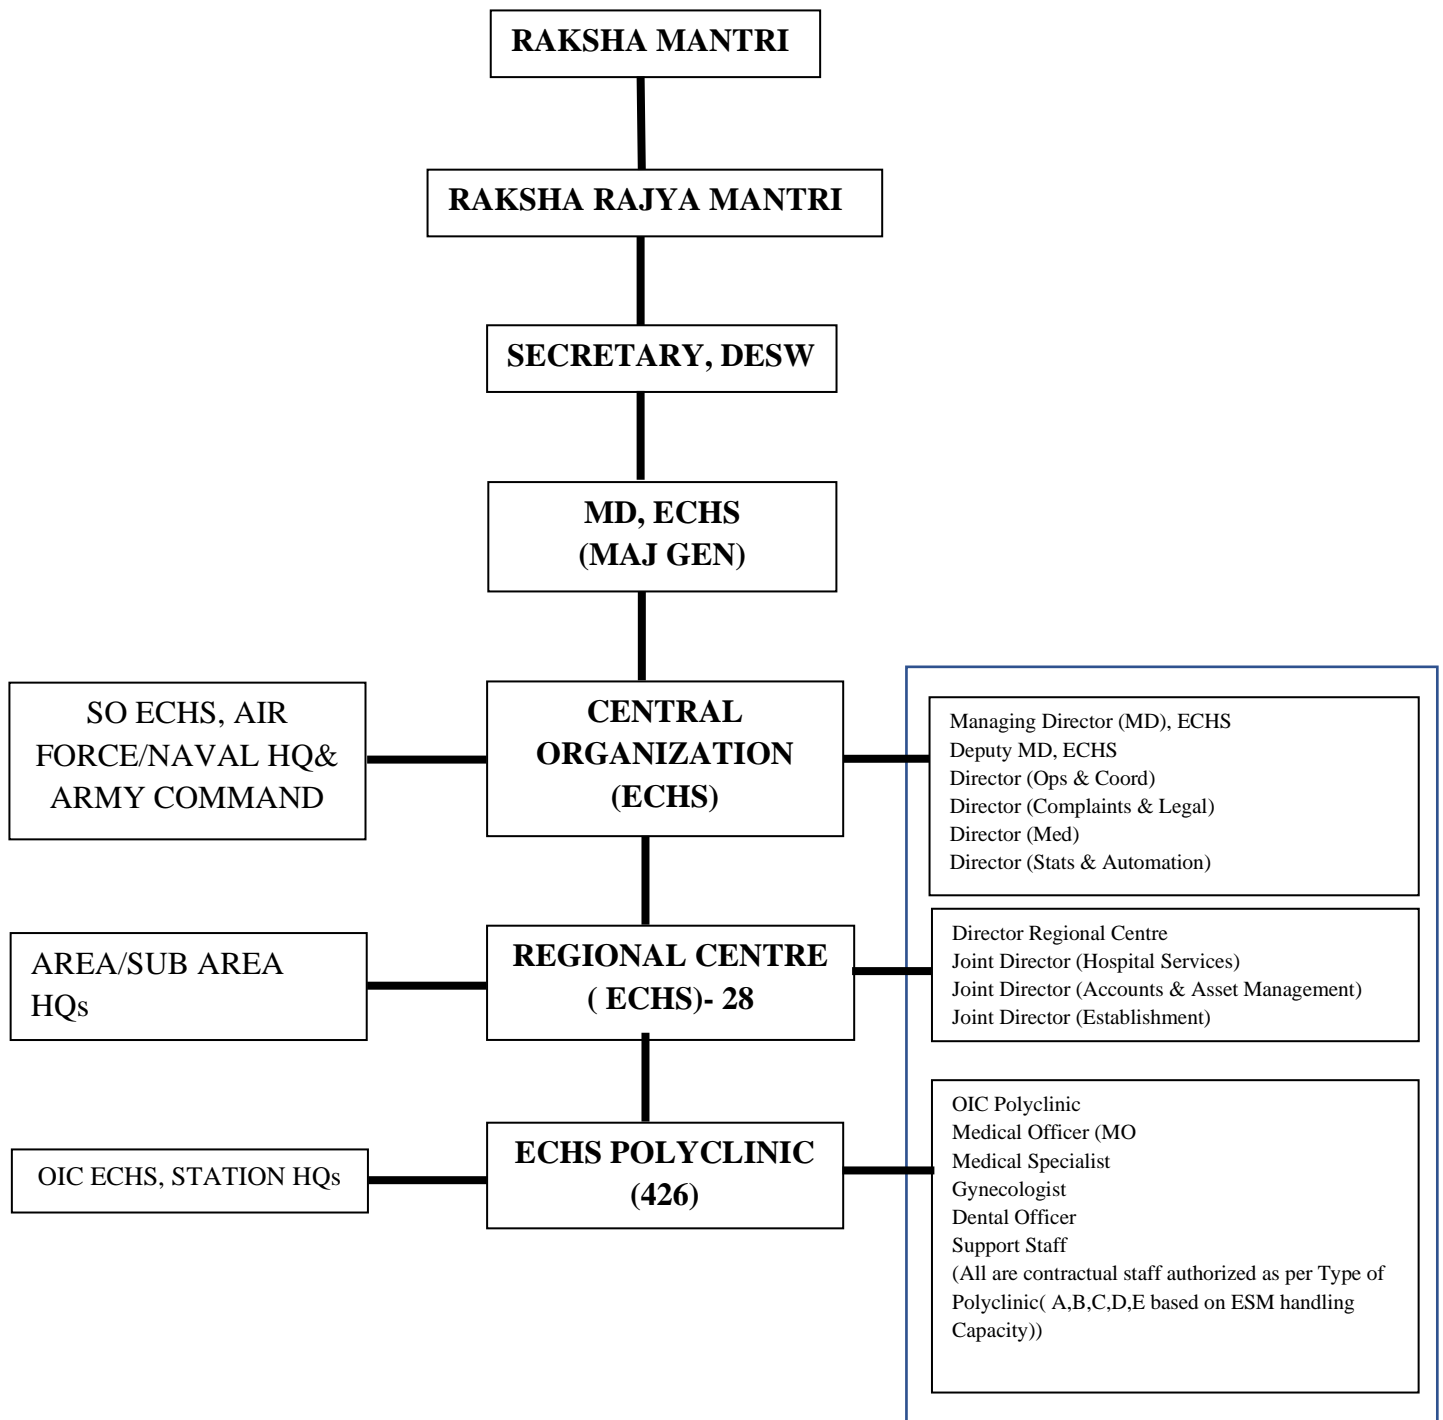 RAKSHA MANTRI
RAKSHA RAJYA MANTRI
SECRETARY, DESW
MD, ECHS
(MAJ GEN)
SO ECHS, AIR
FORCE/NAVAL HQ&
ARMY COMMAND
CENTRAL
ORGANIZATION
(ECHS)
Managing Director (MD), ECHS
Deputy MD, ECHS
Director (Ops & Coord)
Director (Complaints & Legal)
Director (Med)
Director (Stats & Automation)
AREA/SUB AREA
HQs
REGIONAL CENTRE
( ECHS)- 28
Director Regional Centre
Joint Director (Hospital Services)
Joint Director (Accounts & Asset Management)
Joint Director (Establishment)
OIC ECHS, STATION HQs
ECHS POLYCLINIC
(426)
OIC Polyclinic
Medical Officer (MO
Medical Specialist
Gynecologist
Dental Officer
Support Staff
(All are contractual staff authorized as per Type of
Polyclinic( A,B,C,D,E based on ESM handling
Capacity))